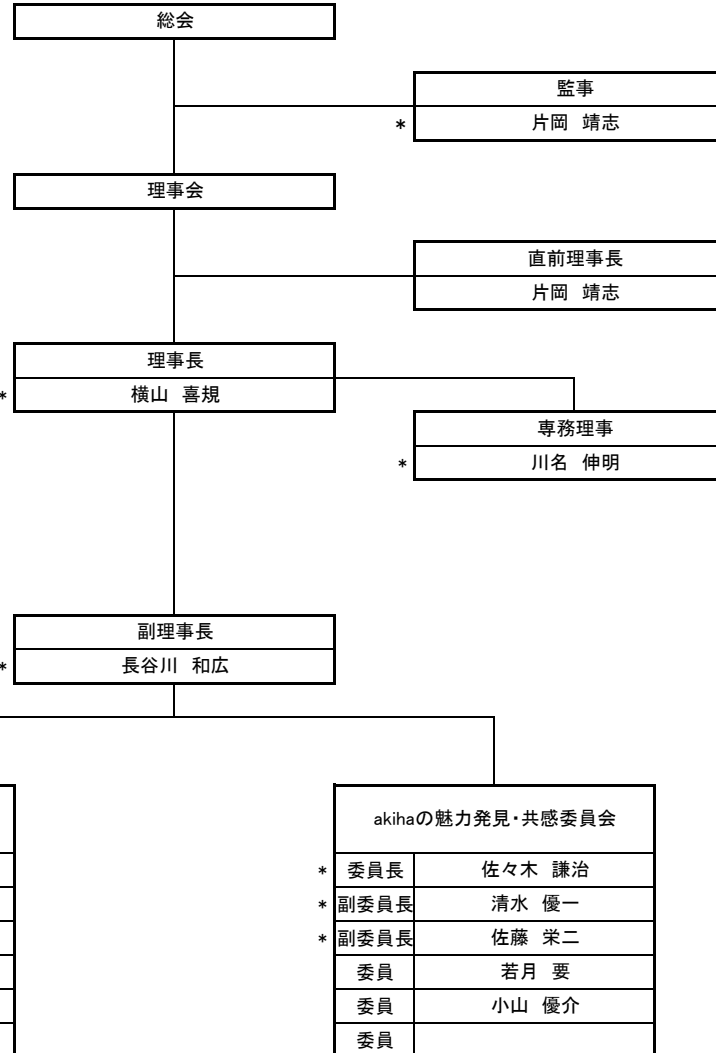 総会
監事
* 片岡 靖志
理事会
直前理事長
片岡 靖志
理事長
* 横山 喜規
専務理事
* 川名 伸明
副理事長
* 長谷川 和広
akihaの魅力発見・共感委員会
* 委員長 佐々木 謙治
* 副委員長 清水 優一
* 副委員長 佐藤 栄二
委員 若月 要
委員 小山 優介
委員